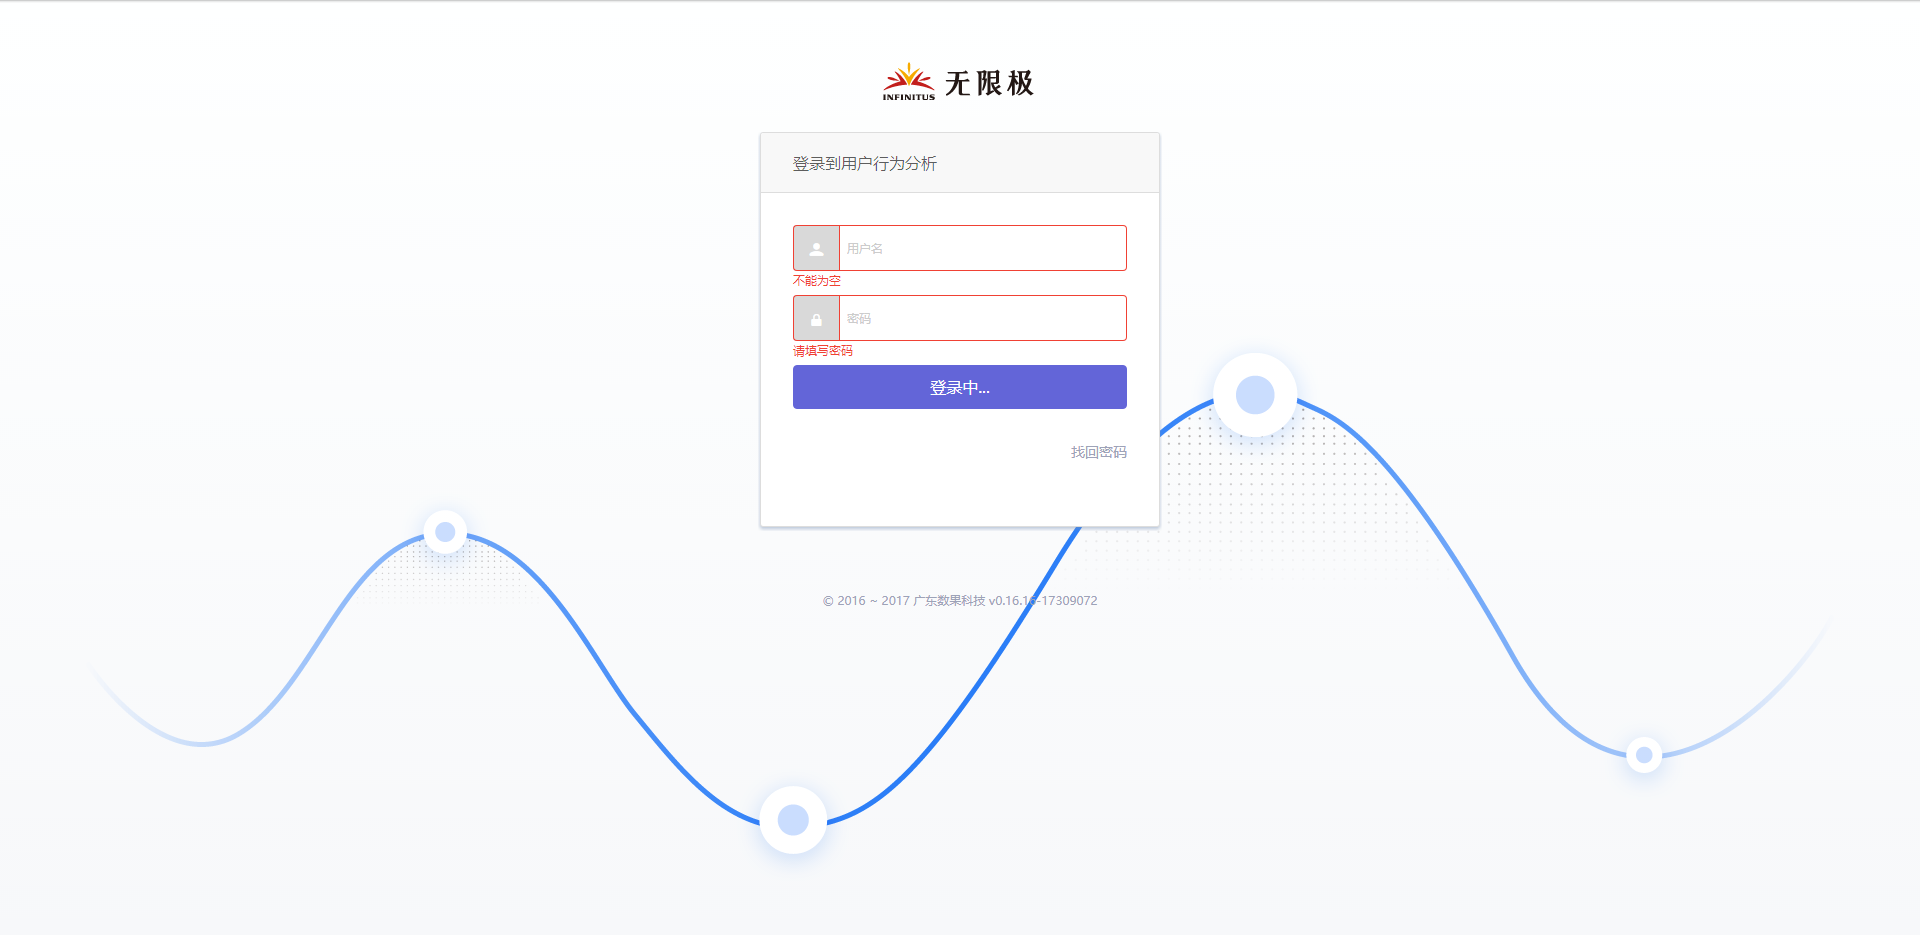 INFINITUS 无限极
登录到用户行为分析
用户名
不能为空
密码
请填写密码
登录中...
找回密码
© 2016 ~ 2017 广东数果科技 v0.16.16-17309072